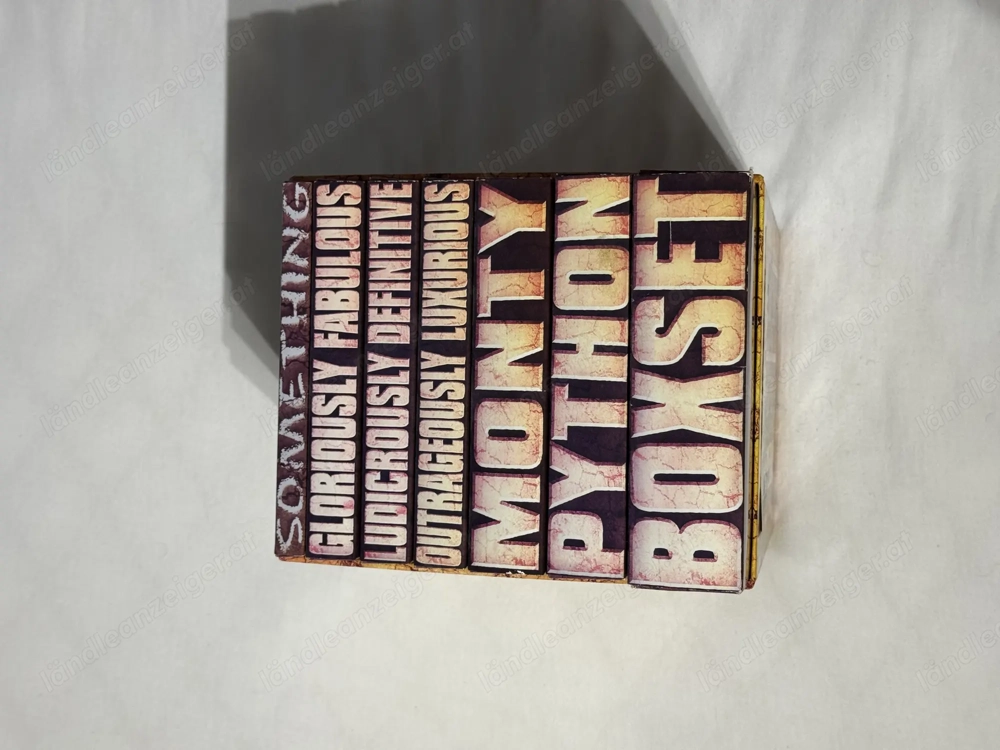 SOMETHING
GLORIOUSLY FABULOUS
LUDICROUSLY DEFINITIVE
OUTRAGEOUSLY LUXURIOUS
MONTY
PYTHON
BOXSET
ländleanzeiger.at